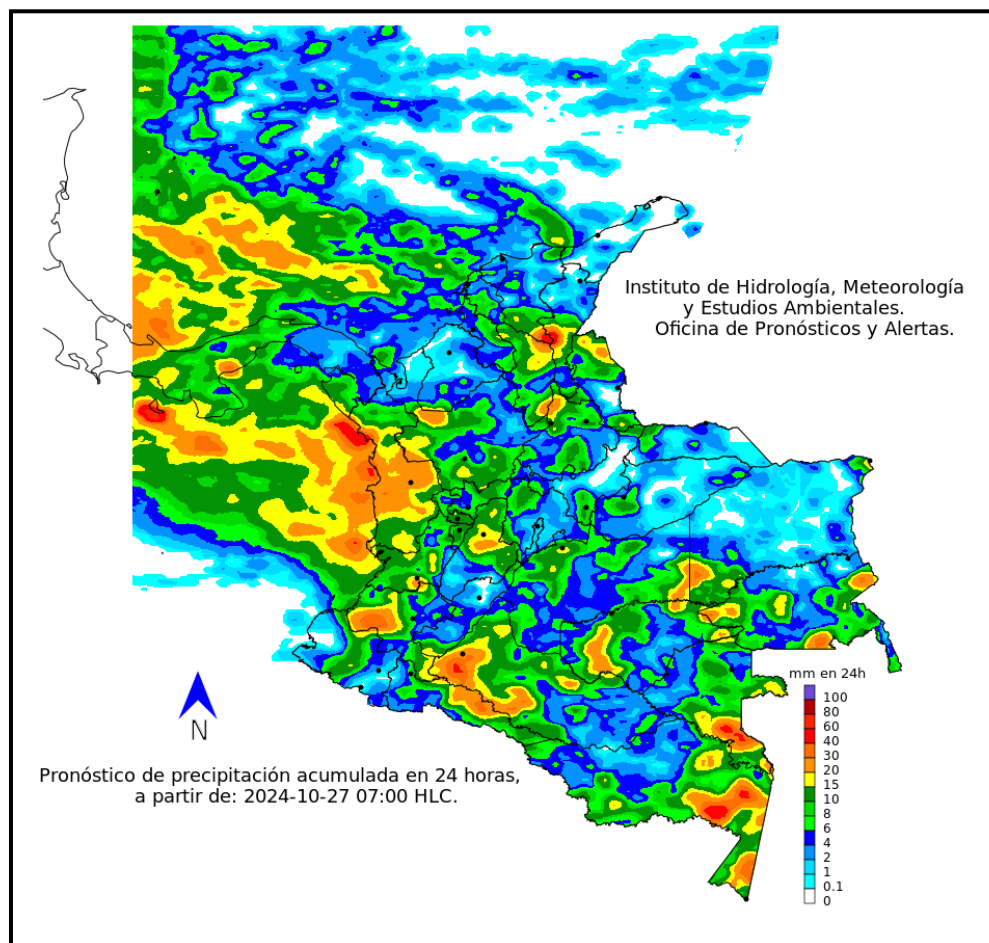 Instituto de Hidrología, Meteorología
y Estudios Ambientales.
Oficina de Pronósticos y Alertas.
mm en 24h
100
80
60
40
30
20
15
10
8
6
4
2
1
0.1
0
N
Pronóstico de precipitación acumulada en 24 horas,
a partir de: 2024-10-27 07:00 HLC.